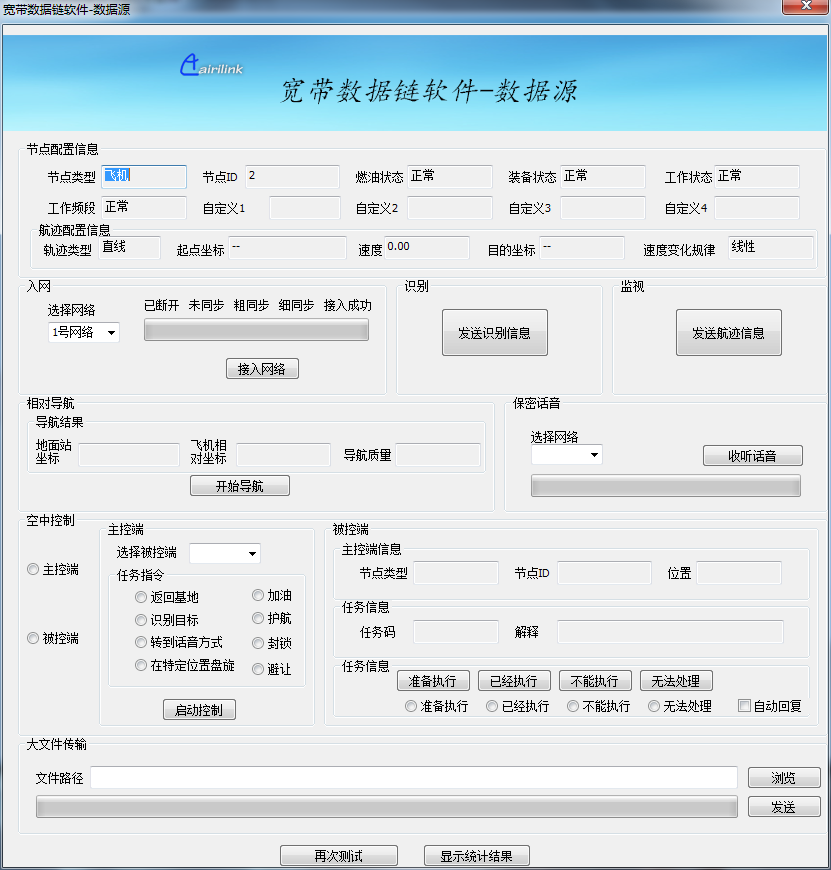 宽带数据链软件-数据源
airilink
宽带数据链软件-数据源
节点配置信息
节点类型 飞机 节点ID 2 燃油状态 正常 装备状态 正常 工作状态 正常
工作频段 正常 自定义1 自定义2 自定义3 自定义4
航迹配置信息
轨迹类型 直线 起点坐标 -- 速度 0.00 目的坐标 -- 速度变化规律 线性
入网
选择网络
1号网络
已断开 未同步 粗同步 细同步 接入成功
接入网络
识别
发送识别信息
监视
发送航迹信息
相对导航
导航结果
地面站
坐标
飞机相
对坐标
导航质量
开始导航
保密话音
选择网络
收听话音
空中控制
主控端
被控端
主控端
选择被控端
任务指令
返回基地 加油
识别目标 护航
转到话音方式 封锁
在特定位置盘旋 避让
启动控制
被控端
主控端信息
节点类型 节点ID 位置
任务信息
任务码 解释
任务信息
准备执行 已经执行 不能执行 无法处理
准备执行 已经执行 不能执行 无法处理 自动回复
大文件传输
文件路径 浏览
发送
再次测试 显示统计结果